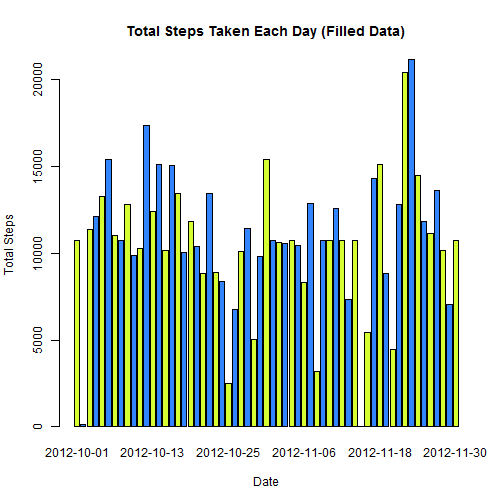 Total Steps Taken Each Day (Filled Data)
20000
15000
10000
5000
0
Total Steps
2012-10-01 2012-10-13 2012-10-25 2012-11-06 2012-11-18 2012-11-30
Date